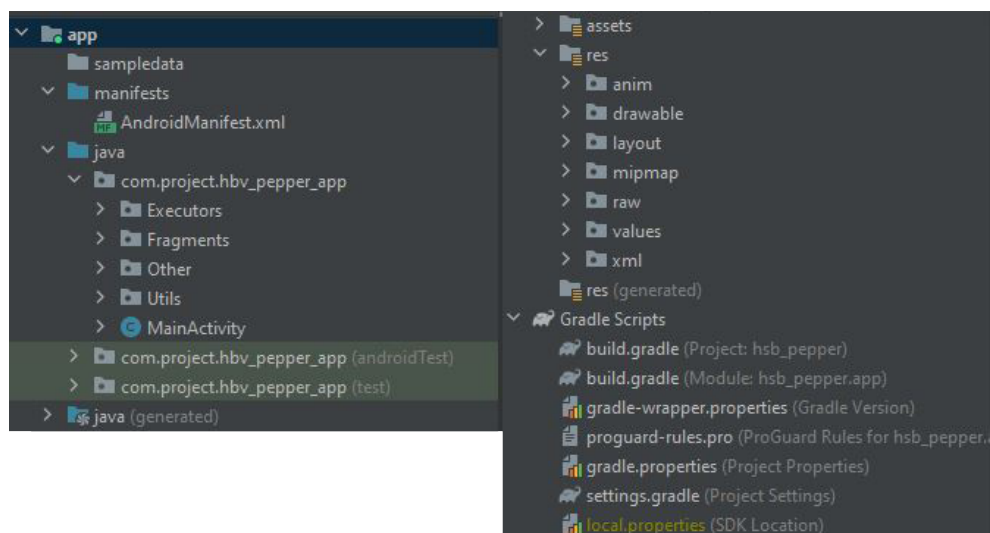 app
sampledata
manifests
AndroidManifest.xml
java
com.project.hbv_pepper_app
Executors
Fragments
Other
Utils
MainActivity
com.project.hbv_pepper_app (androidTest)
com.project.hbv_pepper_app (test)
java (generated)
assets
res
anim
drawable
layout
mipmap
raw
values
xml
res (generated)
Gradle Scripts
build.gradle (Project: hsb_pepper)
build.gradle (Module: hsb_pepper.app)
gradle-wrapper.properties (Gradle Version)
proguard-rules.pro (ProGuard Rules for hsb_pepper.
gradle.properties (Project Properties)
settings.gradle (Project Settings)
local.properties (SDK Location)